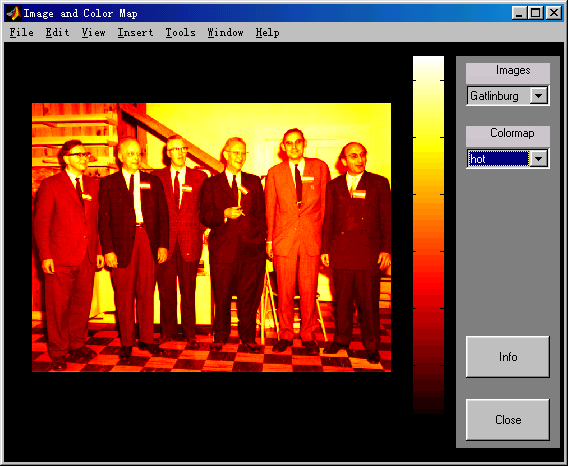 Image and Color Map
File Edit View Insert Tools Window Help
Images
Gatlinburg
Colormap
hot
Info
Close